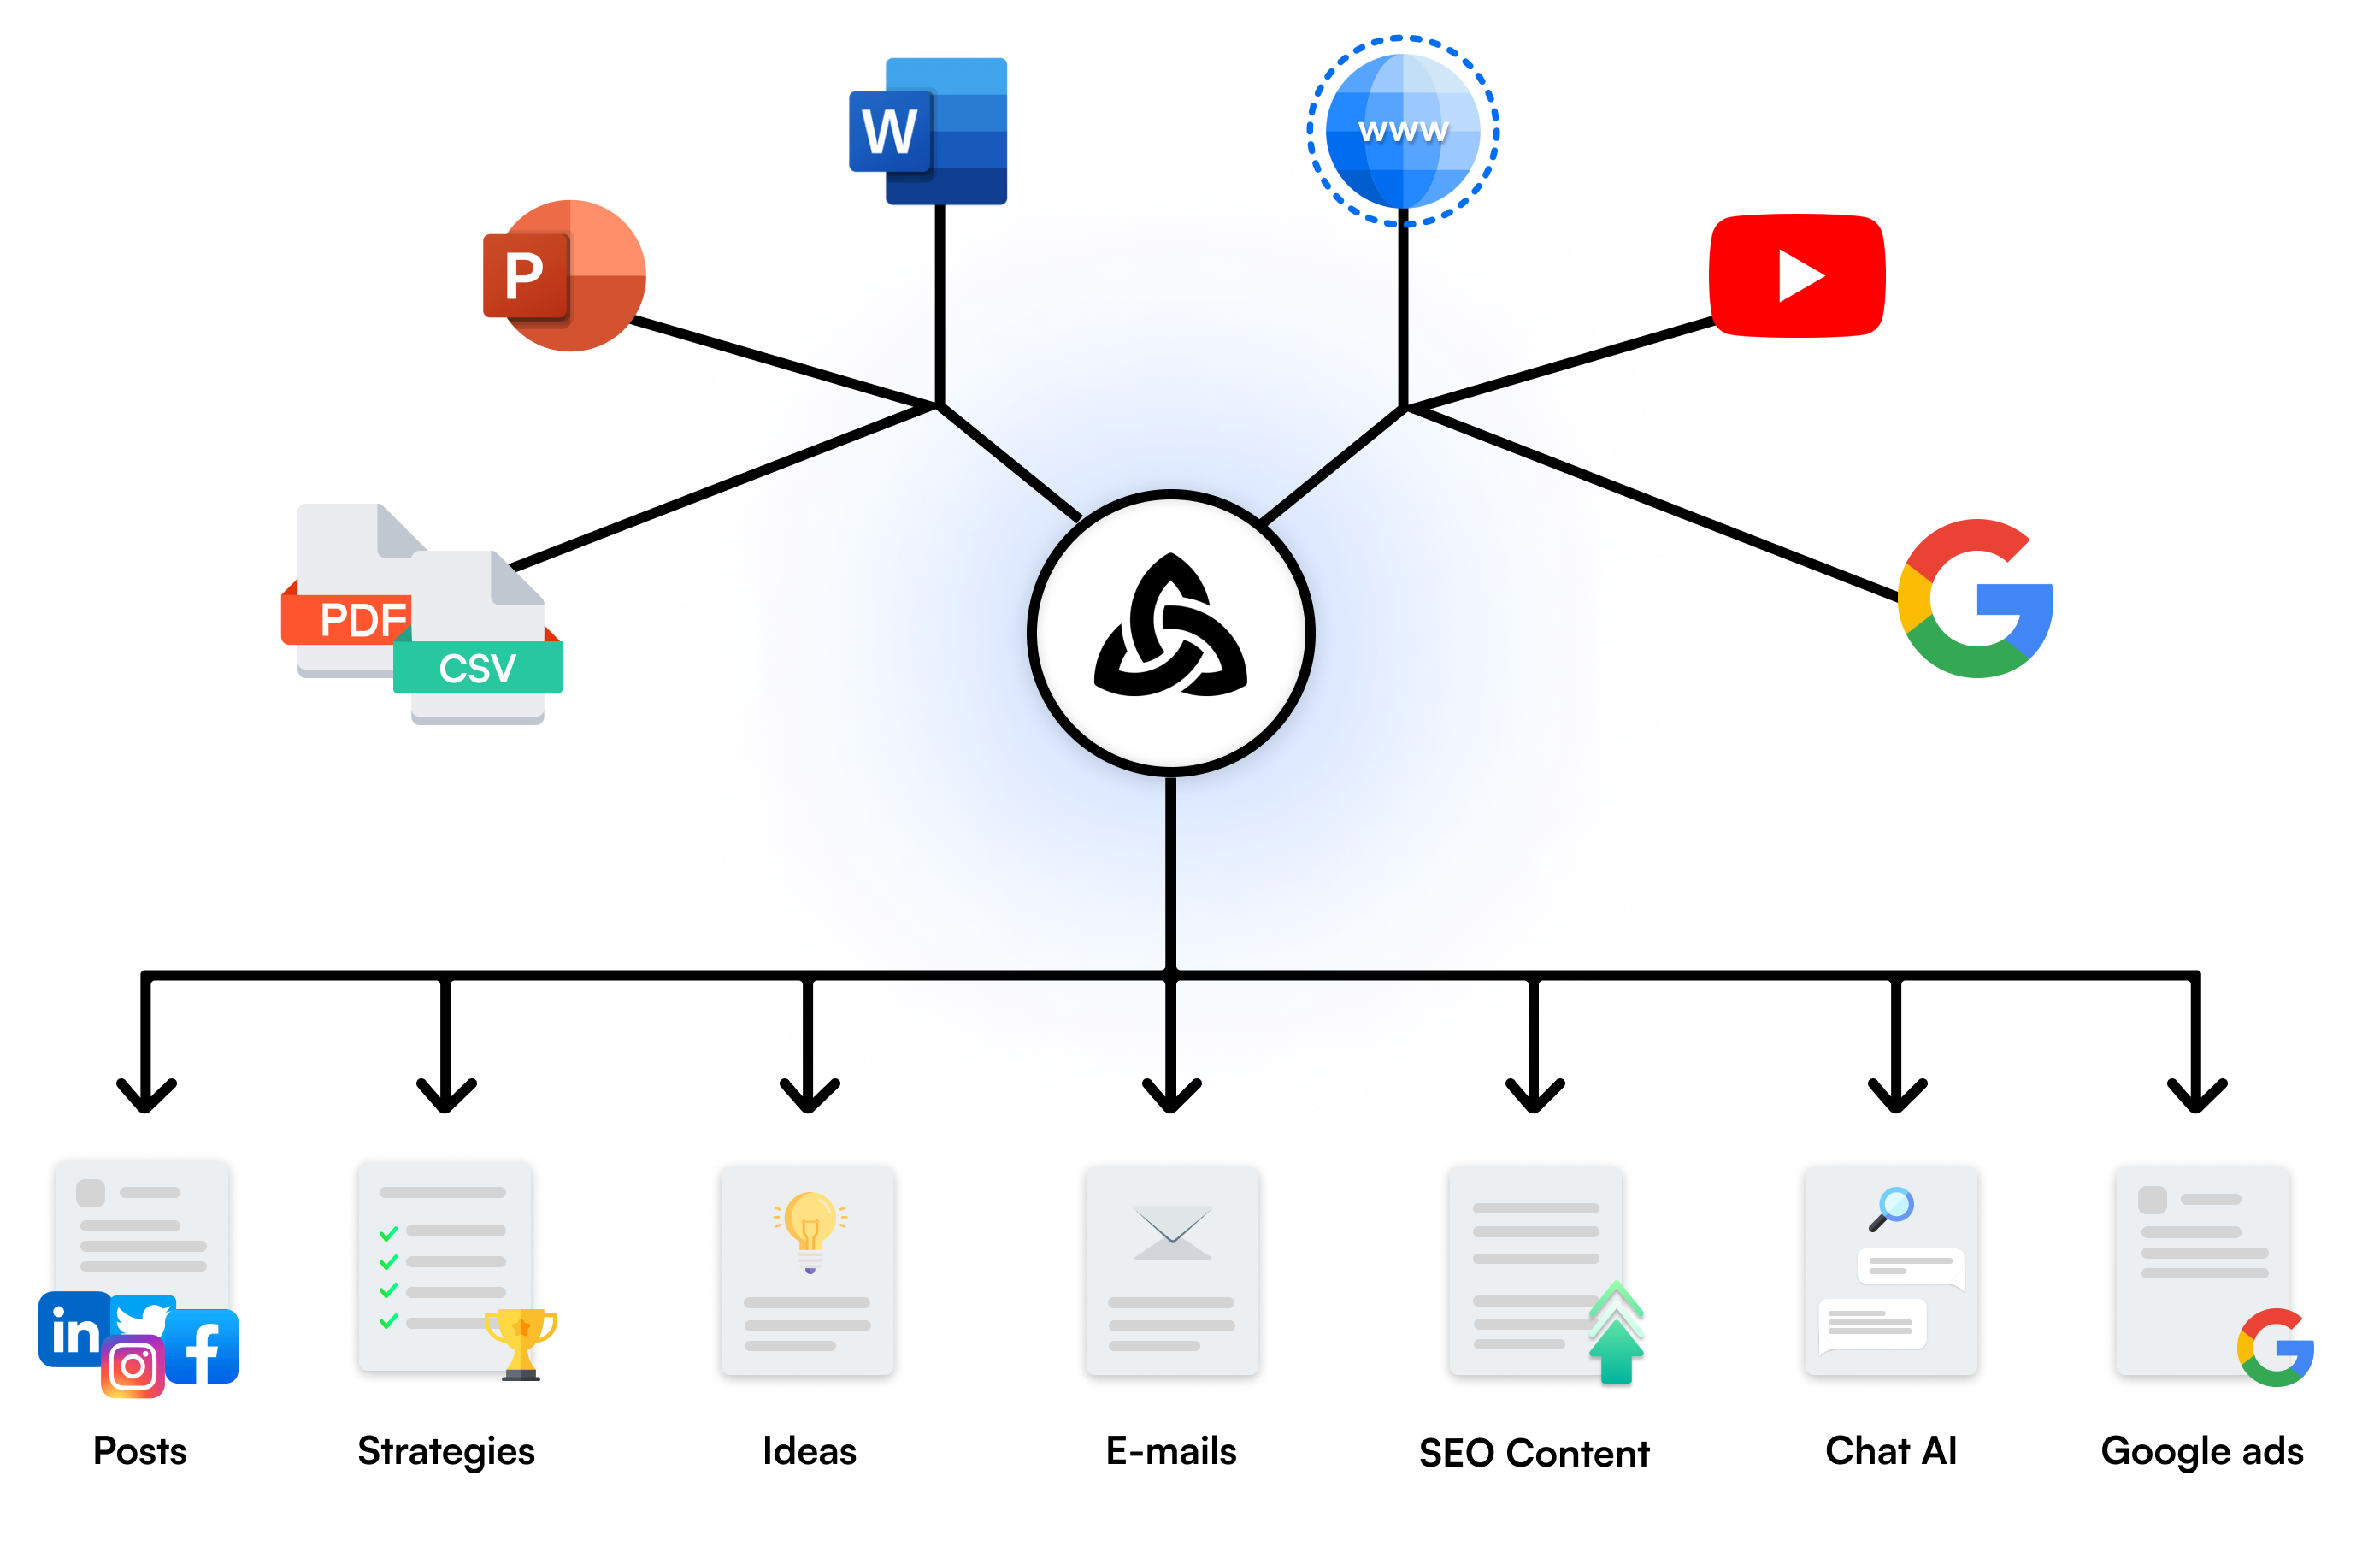 W
www
P
PDF
CSV
in
f
Posts
Strategies
Ideas
E-mails
SEO Content
Chat AI
Google ads